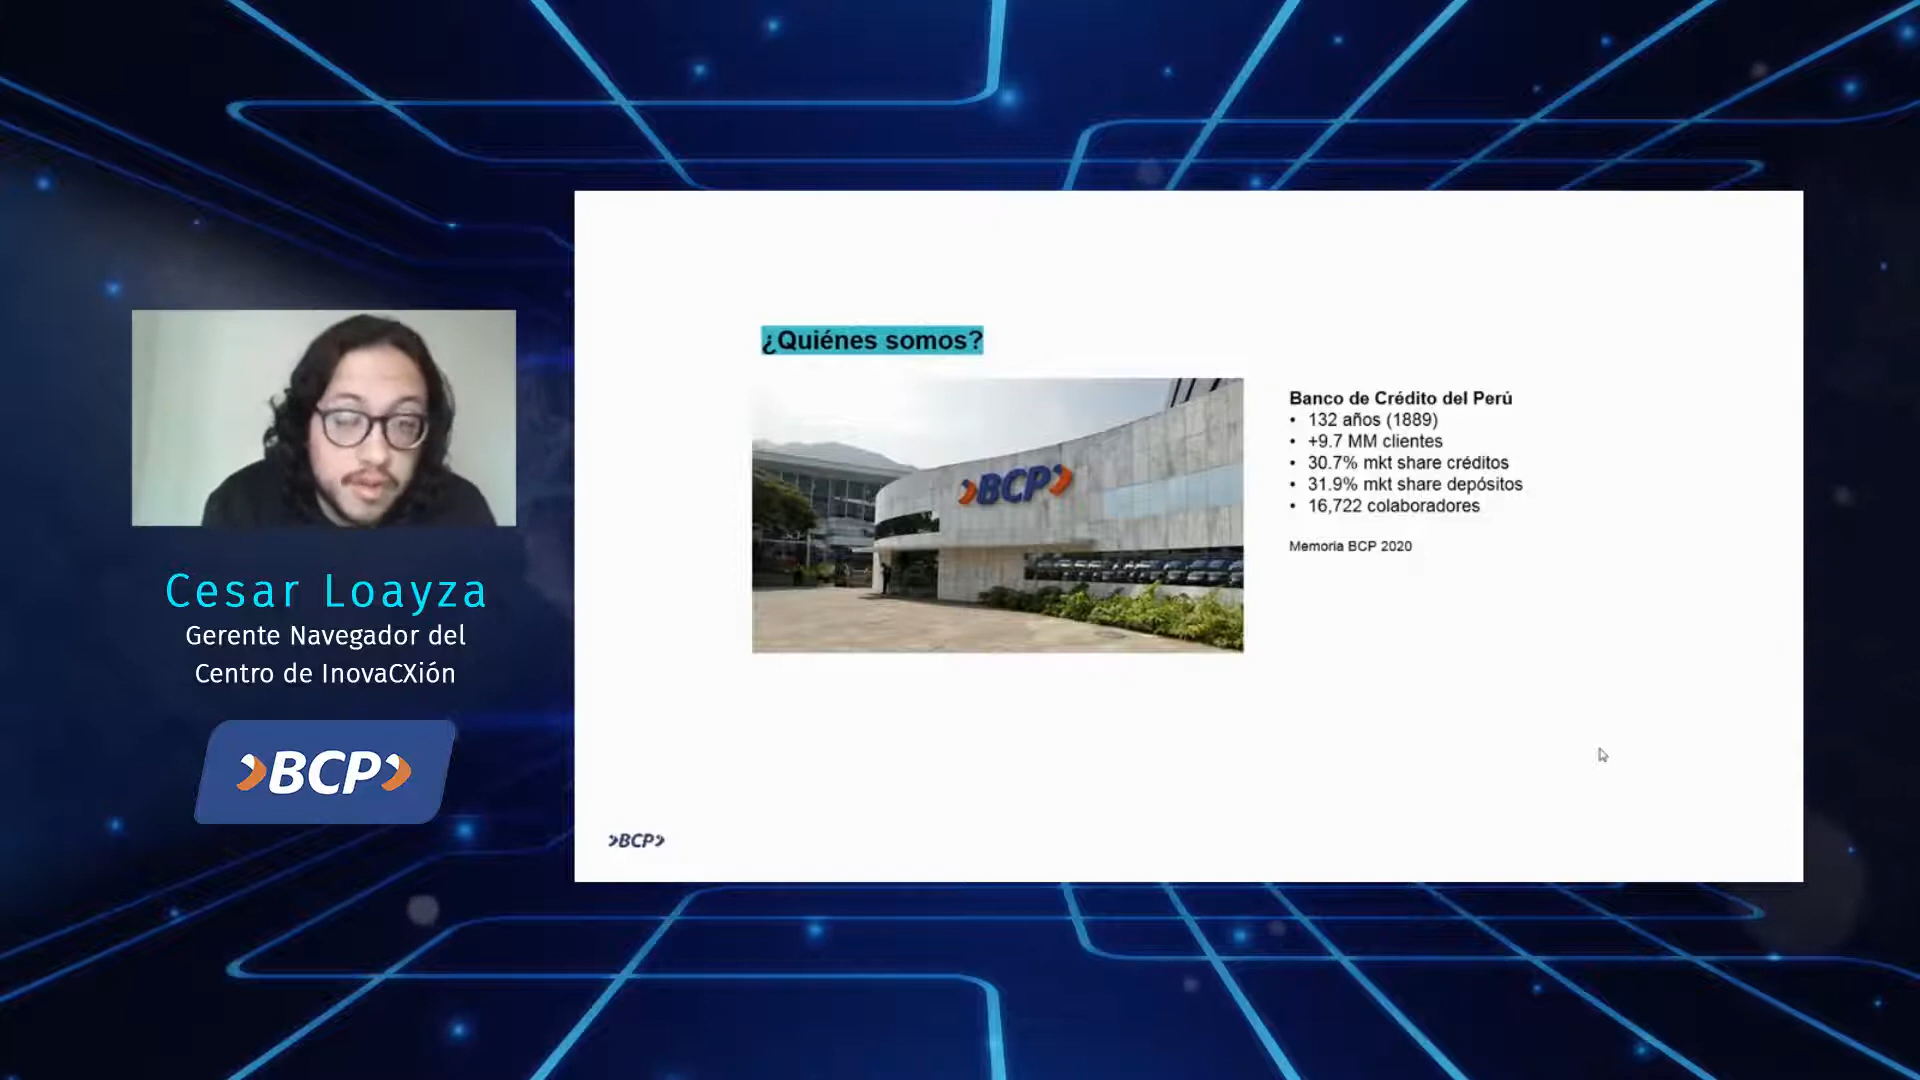 Cesar Loayza
Gerente Navegador del
Centro de InovaCXión
BCP
¿Quiénes somos?
BCP
Banco de Crédito del Perú
• 132 años (1889)
• +9.7 MM clientes
• 30.7% mkt share créditos
• 31.9% mkt share depósitos
• 16,722 colaboradores
Memoria BCP 2020
BCP